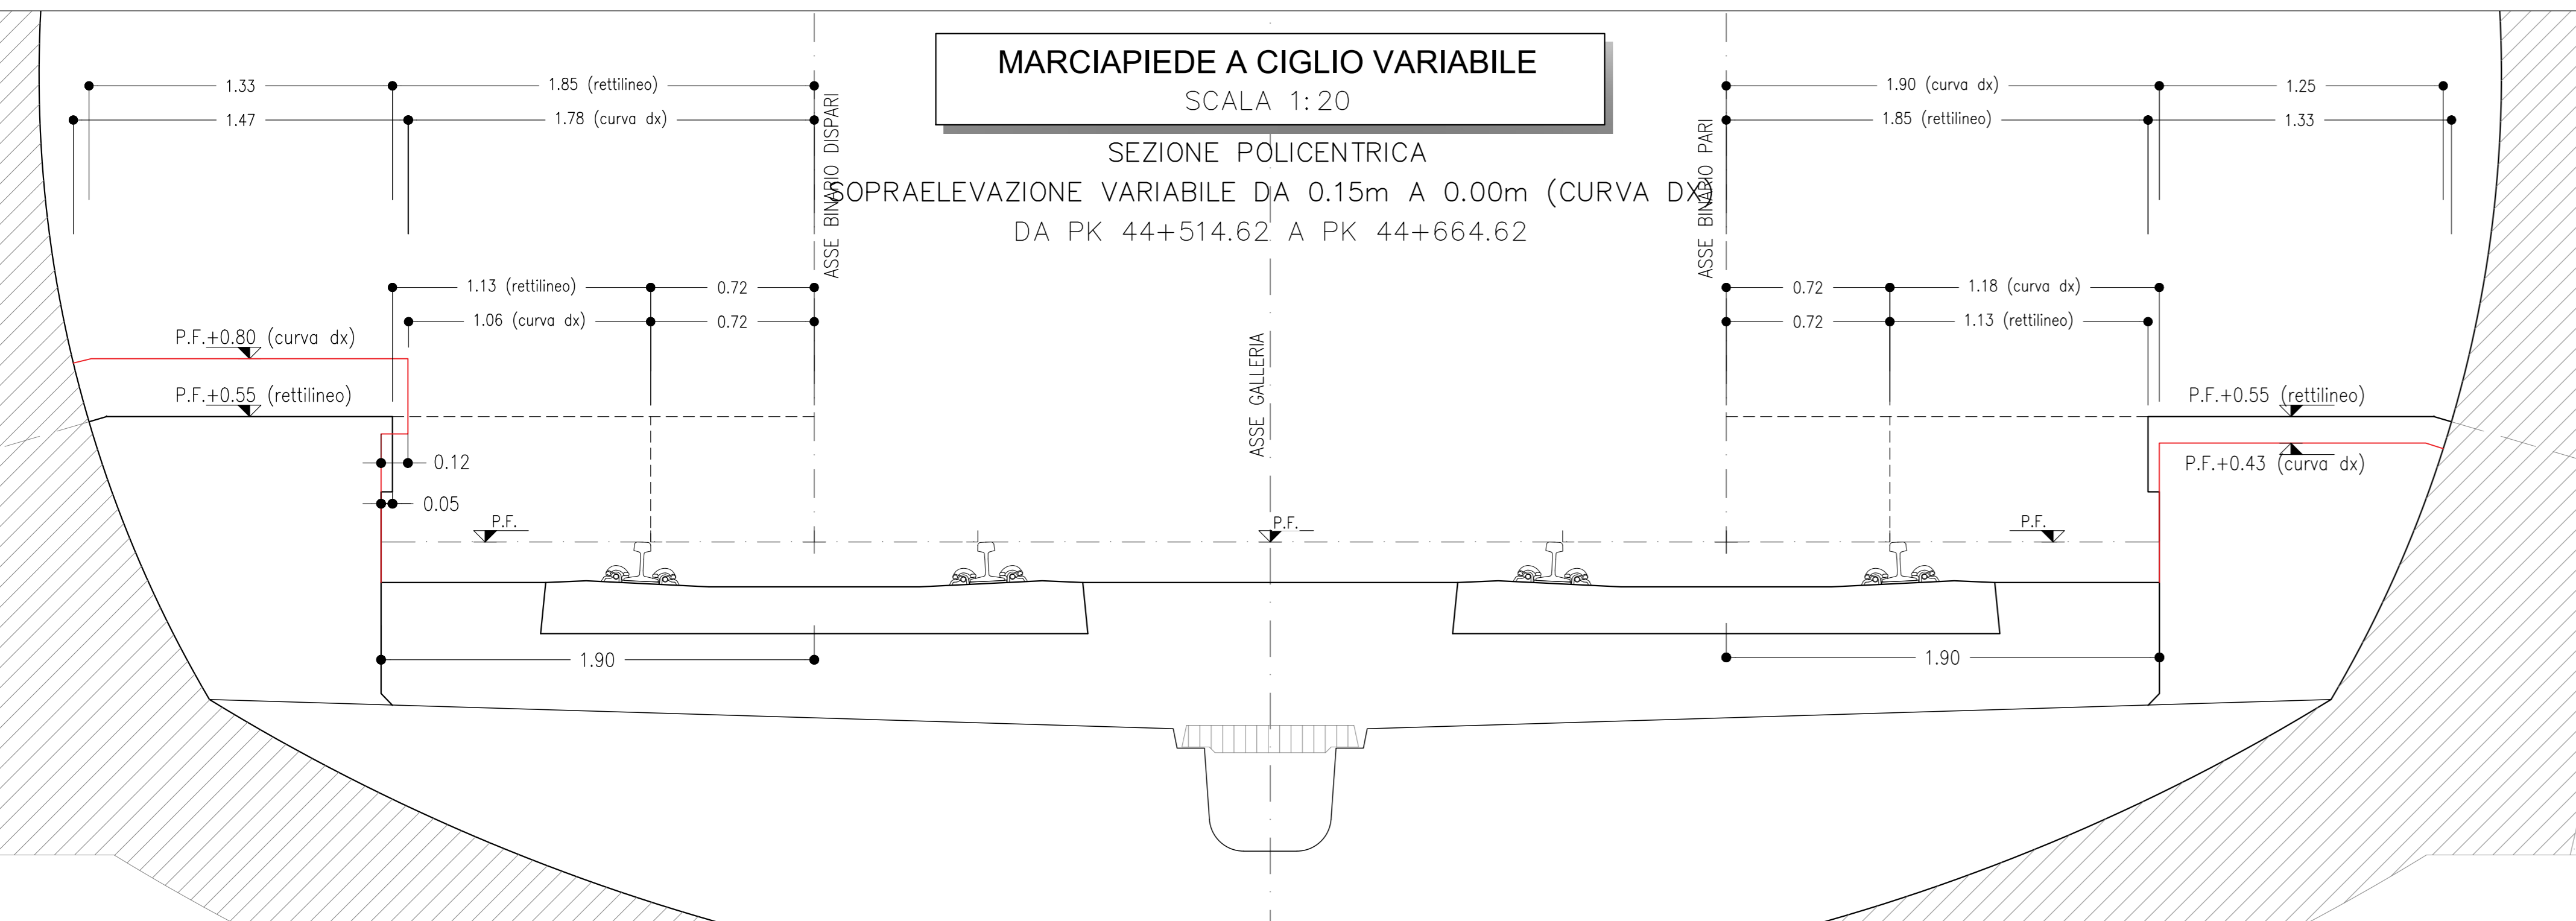 MARCIAPIEDE A CIGLIO VARIABILE
SCALA 1:20
SEZIONE POLICENTRICA
SOPRAELEVAZIONE VARIABILE DA 0.15m A 0.00m (CURVA DX)
DA PK 44+514.62 A PK 44+664.62
1.33
1.85 (rettilineo)
1.47
1.78 (curva dx)
ASSE BINARIO DISPARI
1.90 (curva dx)
1.25
1.85 (rettilineo)
1.33
ASSE BINARIO PARI
1.13 (rettilineo)
0.72
1.06 (curva dx)
0.72
0.72
1.18 (curva dx)
0.72
1.13 (rettilineo)
P.F.+0.80 (curva dx)
P.F.+0.55 (rettilineo)
ASSE GALLERIA
P.F.+0.55 (rettilineo)
P.F.+0.43 (curva dx)
0.12
0.05
P.F.
P.F.
P.F.
1.90
1.90